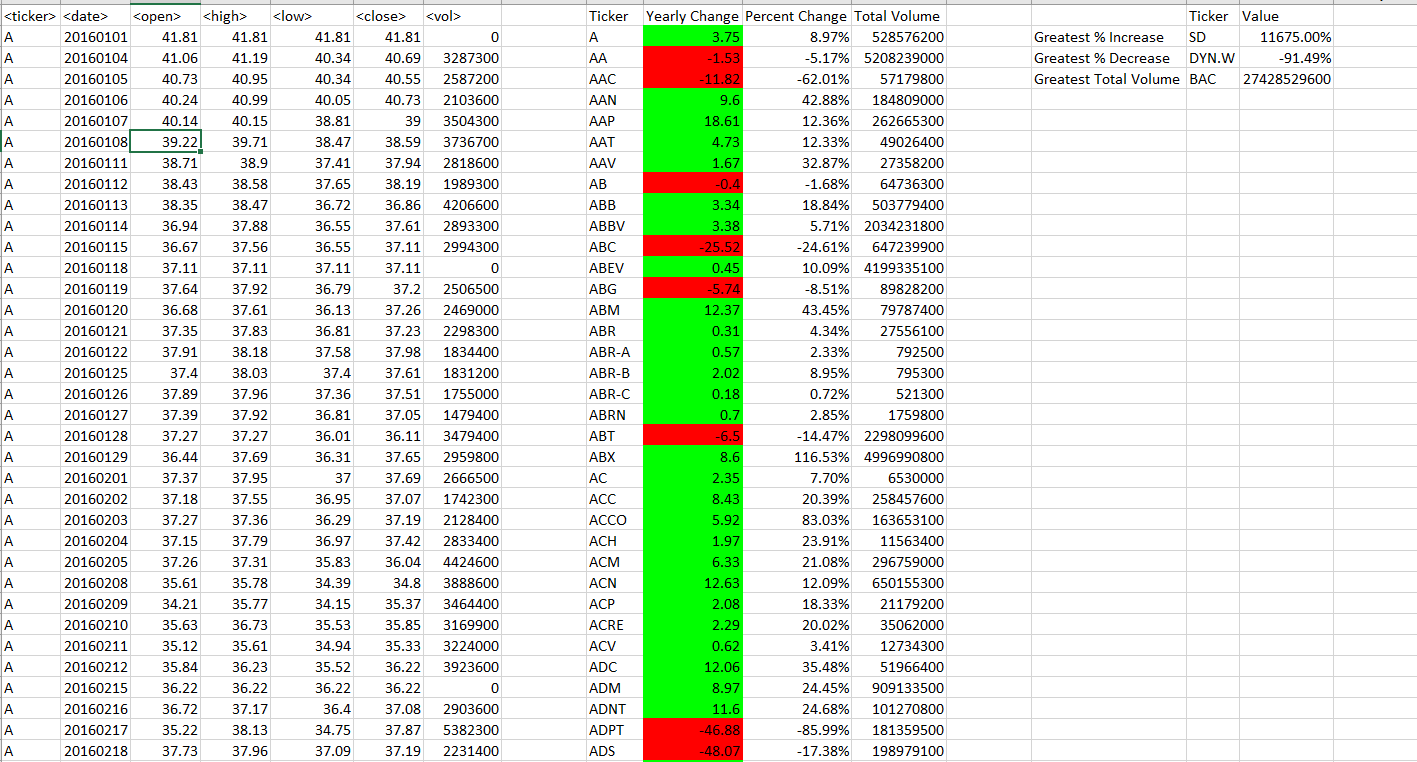 <ticker> <date> <open> <high> <low> <close> <vol> Ticker Yearly Change Percent Change Total Volume Ticker Value
A 20160101 41.81 41.81 41.81 41.81 0 A 3.75 8.97% 528576200 Greatest % Increase SD 11675.00%
A 20160104 41.06 41.19 40.34 40.69 3287300 AA -1.53 -5.17% 5208239000 Greatest % Decrease DYN.W -91.49%
A 20160105 40.73 40.95 40.34 40.55 2587200 AAC -11.82 -62.01% 57179800 Greatest Total Volume BAC 27428529600
A 20160106 40.24 40.99 40.05 40.73 2103600 AAN 9.6 42.88% 184809000
A 20160107 40.14 40.15 38.81 39 3504300 AAP 18.61 12.36% 262665300
A 20160108 39.22 39.71 38.47 38.59 3736700 AAT 4.73 12.33% 49026400
A 20160111 38.71 38.9 37.41 37.94 2818600 AAV 1.67 32.87% 27358200
A 20160112 38.43 38.58 37.65 38.19 1989300 AB -0.4 -1.68% 64736300
A 20160113 38.35 38.47 36.72 36.86 4206600 ABB 3.34 18.84% 503779400
A 20160114 36.94 37.88 36.55 37.61 2893300 ABBV 3.38 5.71% 2034231800
A 20160115 36.67 37.56 36.55 37.11 2994300 ABC -25.52 -24.61% 647239900
A 20160118 37.11 37.11 37.11 37.11 0 ABEV 0.45 10.09% 4199335100
A 20160119 37.64 37.92 36.79 37.2 2506500 ABG -5.74 -8.51% 89828200
A 20160120 36.68 37.61 36.13 37.26 2469000 ABM 12.37 43.45% 79787400
A 20160121 37.35 37.83 36.81 37.23 2298300 ABR 0.31 4.34% 27556100
A 20160122 37.91 38.18 37.58 37.98 1834400 ABR-A 0.57 2.33% 792500
A 20160125 37.4 38.03 37.4 37.61 1831200 ABR-B 2.02 8.95% 795300
A 20160126 37.89 37.96 37.36 37.51 1755000 ABR-C 0.18 0.72% 521300
A 20160127 37.39 37.92 36.81 37.05 1479400 ABRN 0.7 2.85% 1759800
A 20160128 37.27 37.27 36.01 36.11 3479400 ABT -6.5 -14.47% 2298099600
A 20160129 36.44 37.69 36.31 37.65 2959800 ABX 8.6 116.53% 4996990800
A 20160201 37.37 37.95 37 37.69 2666500 AC 2.35 7.70% 6530000
A 20160202 37.18 37.55 36.95 37.07 1742300 ACC 8.43 20.39% 258457600
A 20160203 37.27 37.36 36.29 37.19 2128400 ACCO 5.92 83.03% 163653100
A 20160204 37.15 37.79 36.97 37.42 2833400 ACH 1.97 23.91% 11563400
A 20160205 37.26 37.31 35.83 36.04 4424600 ACM 6.33 21.08% 296759000
A 20160208 35.61 35.78 34.39 34.8 3888600 ACN 12.63 12.09% 650155300
A 20160209 34.21 35.77 34.15 35.37 3464400 ACP 2.08 18.33% 21179200
A 20160210 35.63 36.73 35.53 35.85 3169900 ACRE 2.29 20.02% 35062000
A 20160211 35.12 35.61 34.94 35.33 3224000 ACV 0.62 3.41% 12734300
A 20160212 35.84 36.23 35.52 36.22 3923600 ADC 12.06 35.48% 51966400
A 20160215 36.22 36.22 36.22 36.22 0 ADM 8.97 24.45% 909133500
A 20160216 36.72 37.17 36.4 37.08 2903600 ADNT 11.6 24.68% 101270800
A 20160217 35.22 38.13 34.75 37.87 5382300 ADPT -46.88 -85.99% 181359500
A 20160218 37.73 37.96 37.09 37.19 2231400 ADS -48.07 -17.38% 198979100